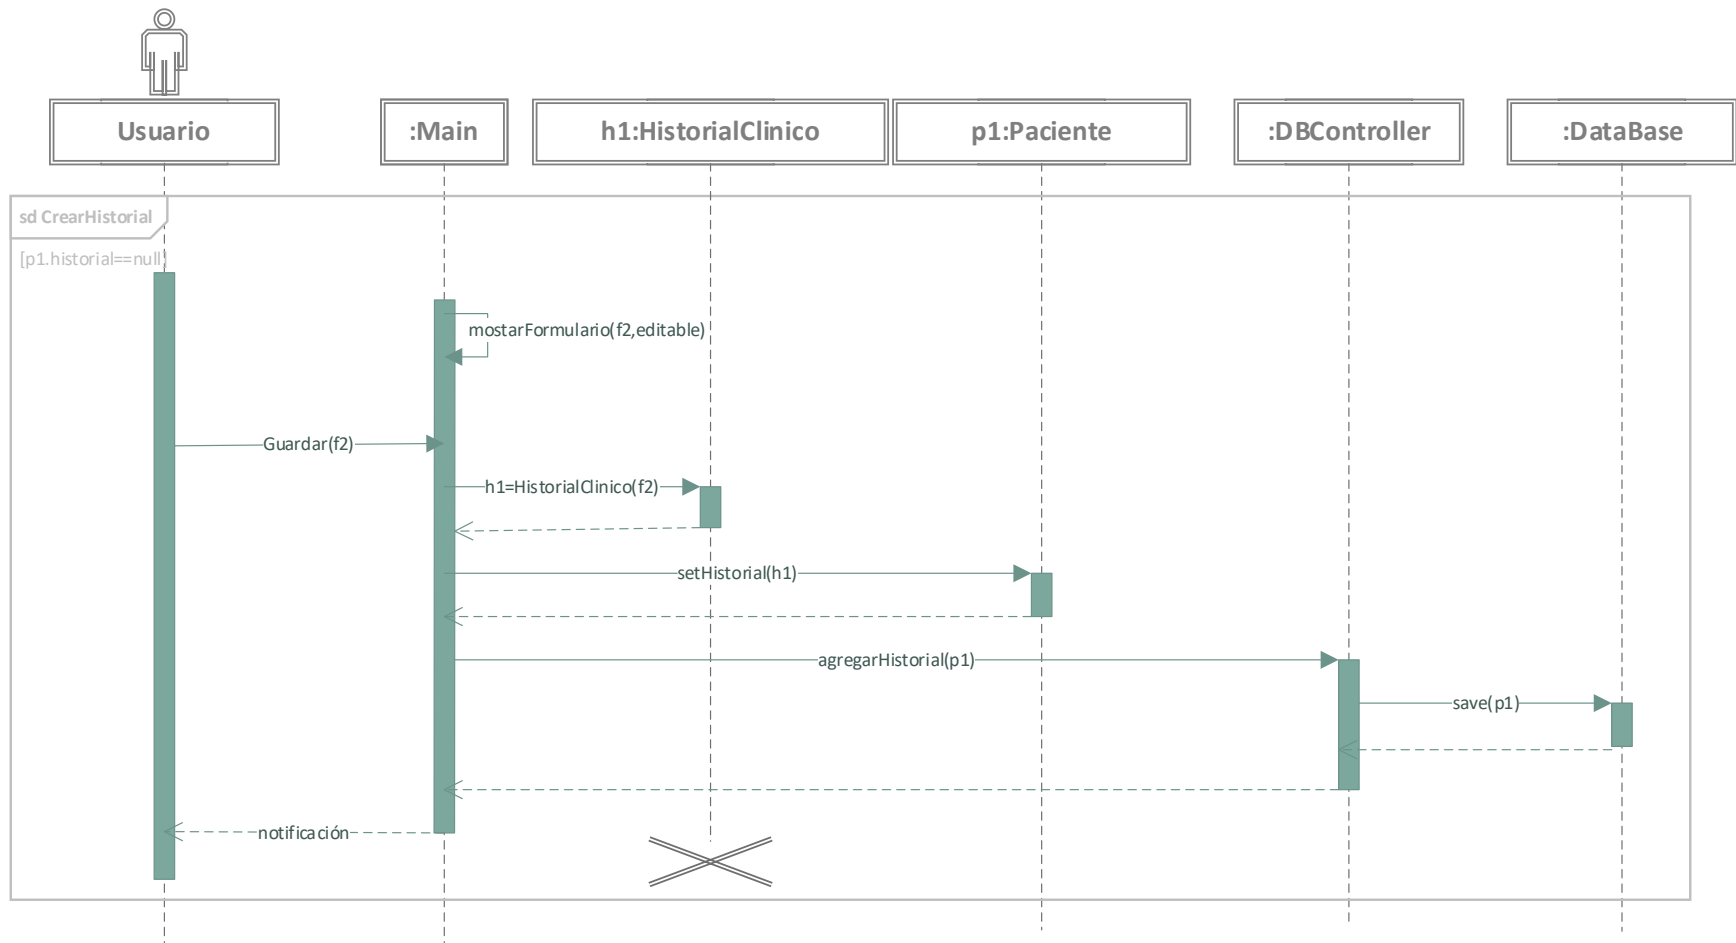 Usuario
:Main
h1:HistorialClinico
p1:Paciente
:DBController
:DataBase
sd CrearHistorial
[p1.historial==null]
mostarFormulario(f2,editable)
Guardar(f2)
h1=HistorialClinico(f2)
setHistorial(h1)
agregarHistorial(p1)
save(p1)
notificación